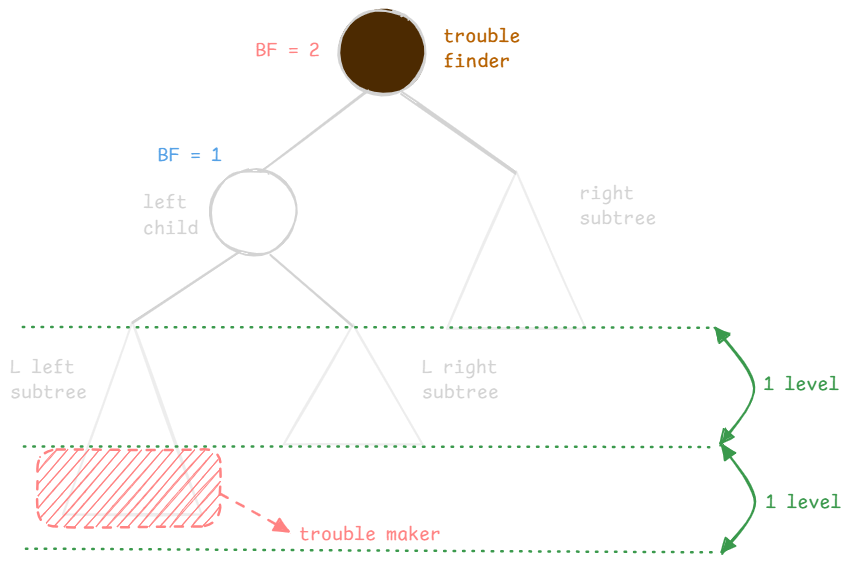 trouble
finder
BF = 2
BF = 1
left
child
right
subtree
L left
subtree
L right
subtree
1 level
1 level
trouble maker